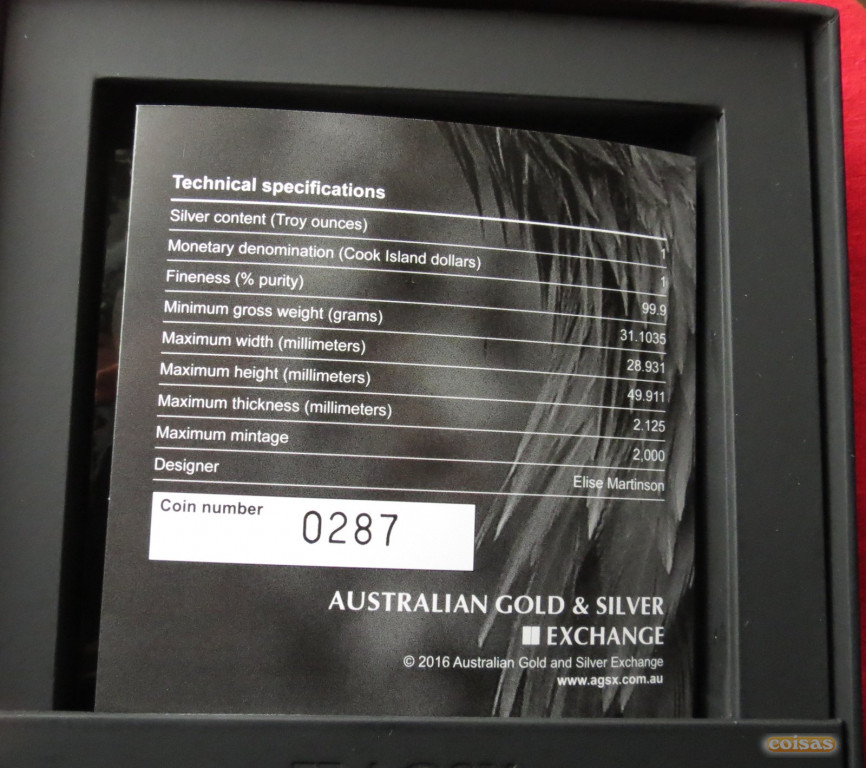 Technical specifications
Silver content (Troy ounces) 1
Monetary denomination (Cook Island dollars) 1
Fineness (% purity) 99.9
Minimum gross weight (grams) 31.1035
Maximum width (millimeters) 28.931
Maximum height (millimeters) 49.911
Maximum thickness (millimeters) 2.125
Maximum mintage 2,000
Designer Elise Martinson
Coin number 0287
AUSTRALIAN GOLD & SILVER
EXCHANGE
© 2016 Australian Gold and Silver Exchange
www.agsx.com.au
coisas